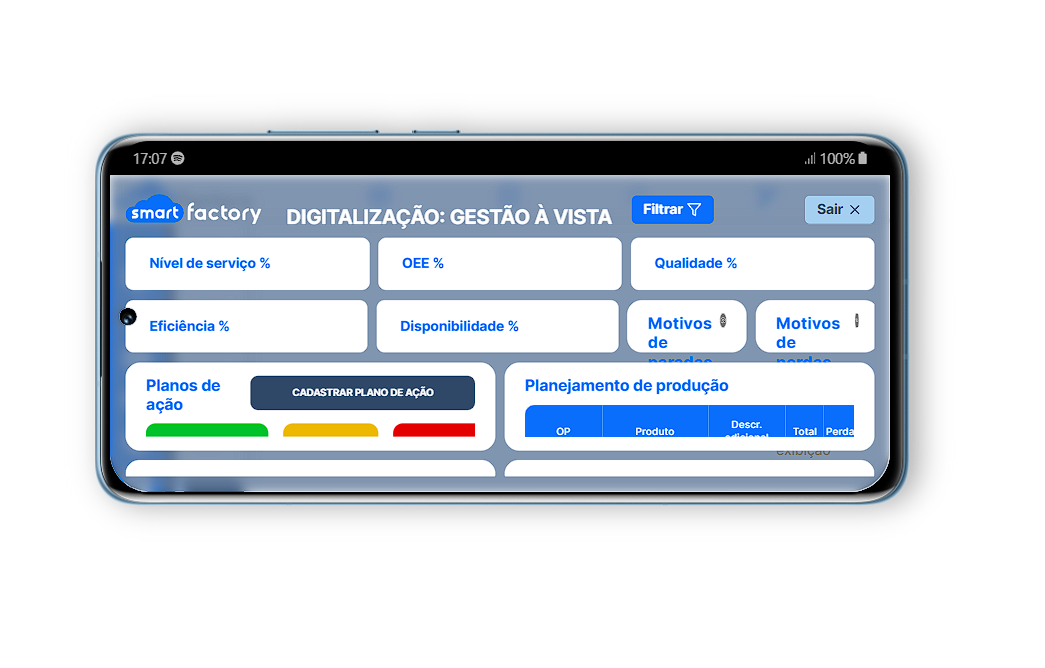 17:07
100%
smart factory
DIGITALIZAÇÃO: GESTÃO À VISTA
Filtrar
Sair
Nível de serviço %
OEE %
Qualidade %
Eficiência %
Disponibilidade %
Motivos
de
paradas
Motivos
de
perdas
Planos de
ação
CADASTRAR PLANO DE AÇÃO
Planejamento de produção
OP
Produto
Descr.
adicional
Total
Perda
exibição